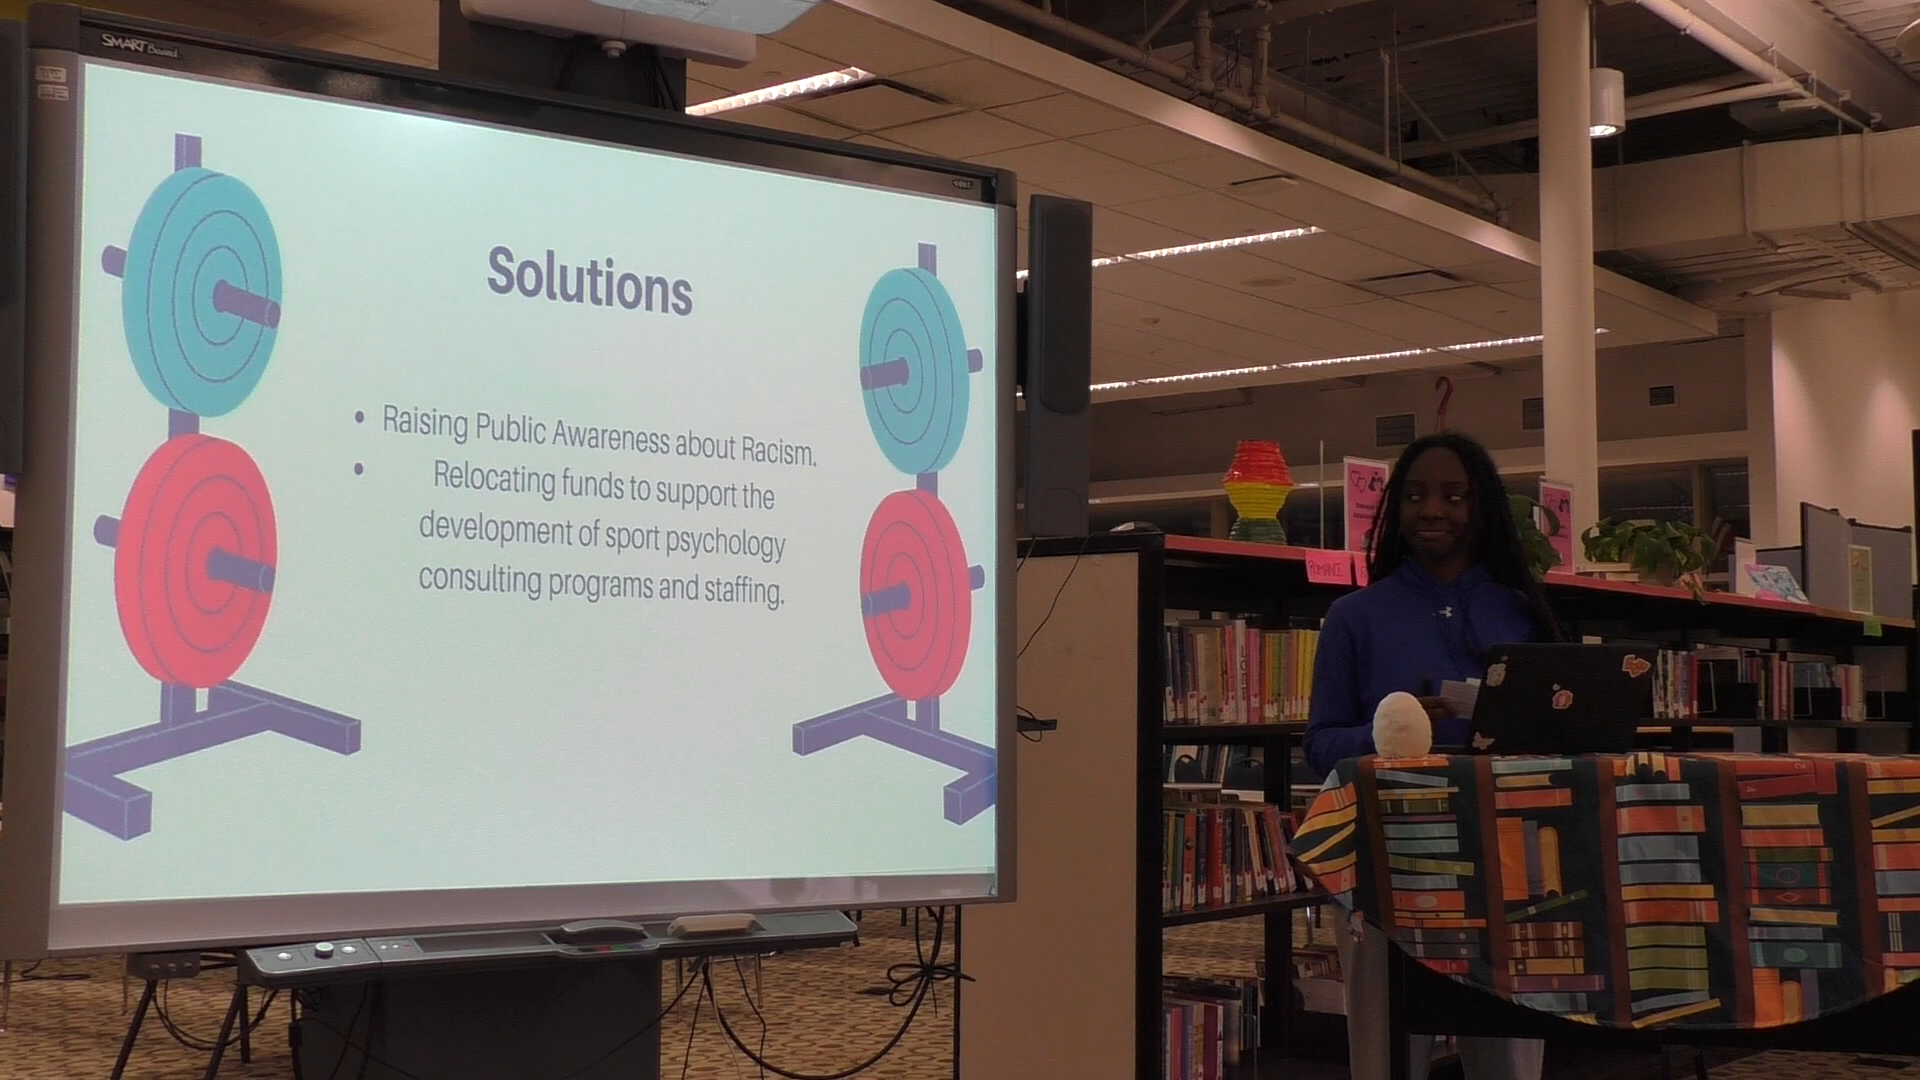 SMART Board
Solutions
• Raising Public Awareness about Racism.
• Relocating funds to support the
development of sport psychology
consulting programs and staffing.
ROMANCE